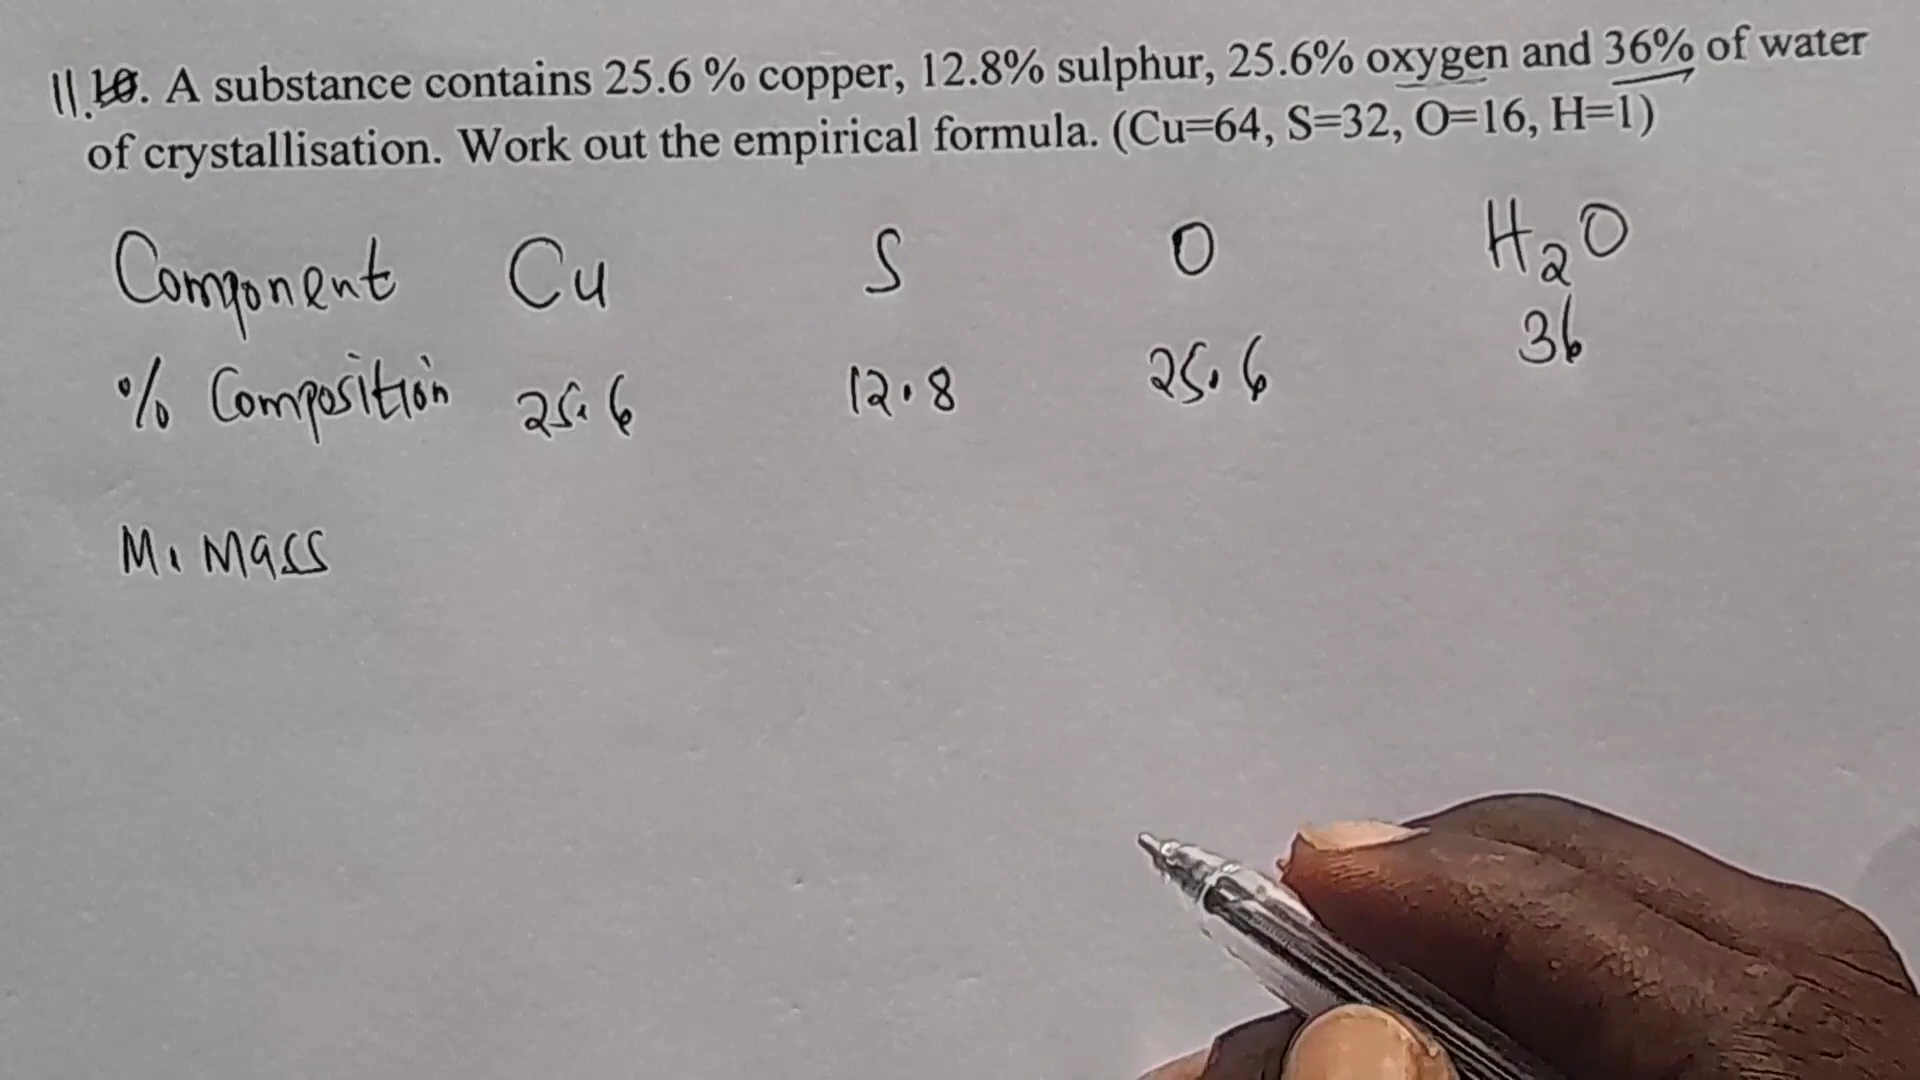 11. 10. A substance contains 25.6 % copper, 12.8% sulphur, 25.6% oxygen and 36% of water
of crystallisation. Work out the empirical formula. (Cu=64, S=32, O=16, H=1)
Component Cu S O H₂O
% Composition 25.6 12.8 25.6 36
M. Mass